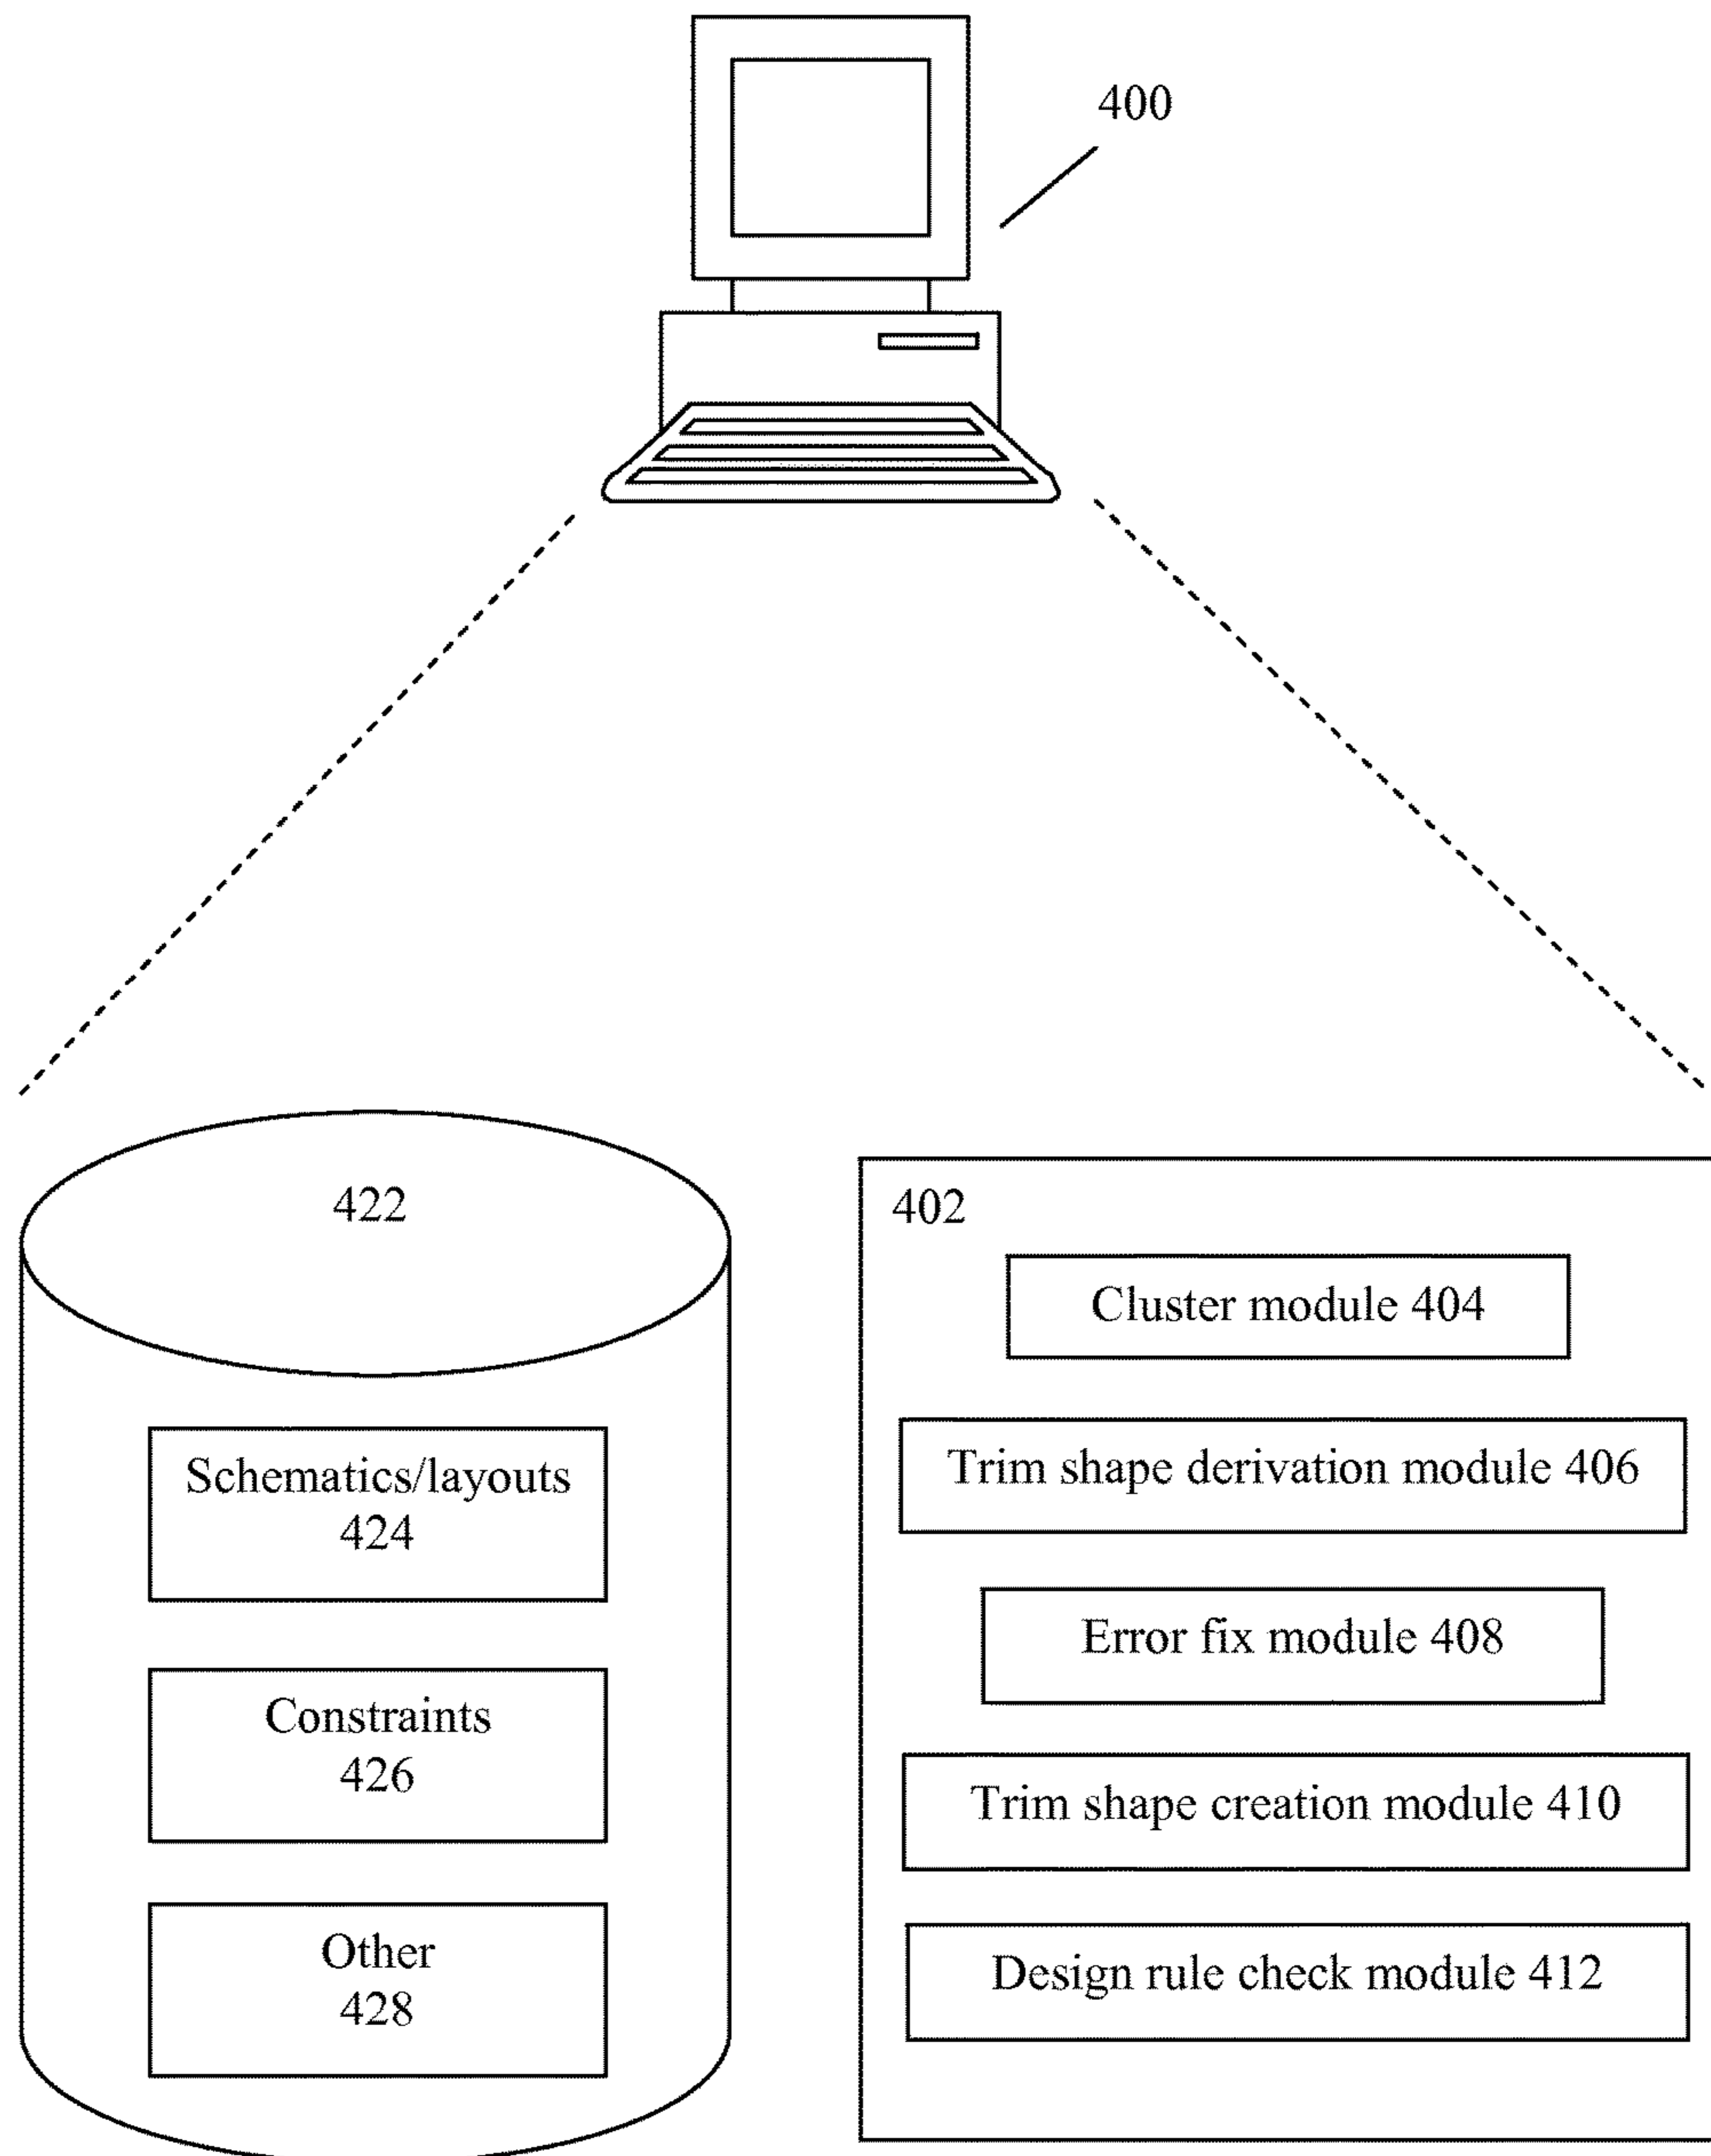 400
422
Schematics/layouts
424
Constraints
426
Other
428
402
Cluster module 404
Trim shape derivation module 406
Error fix module 408
Trim shape creation module 410
Design rule check module 412